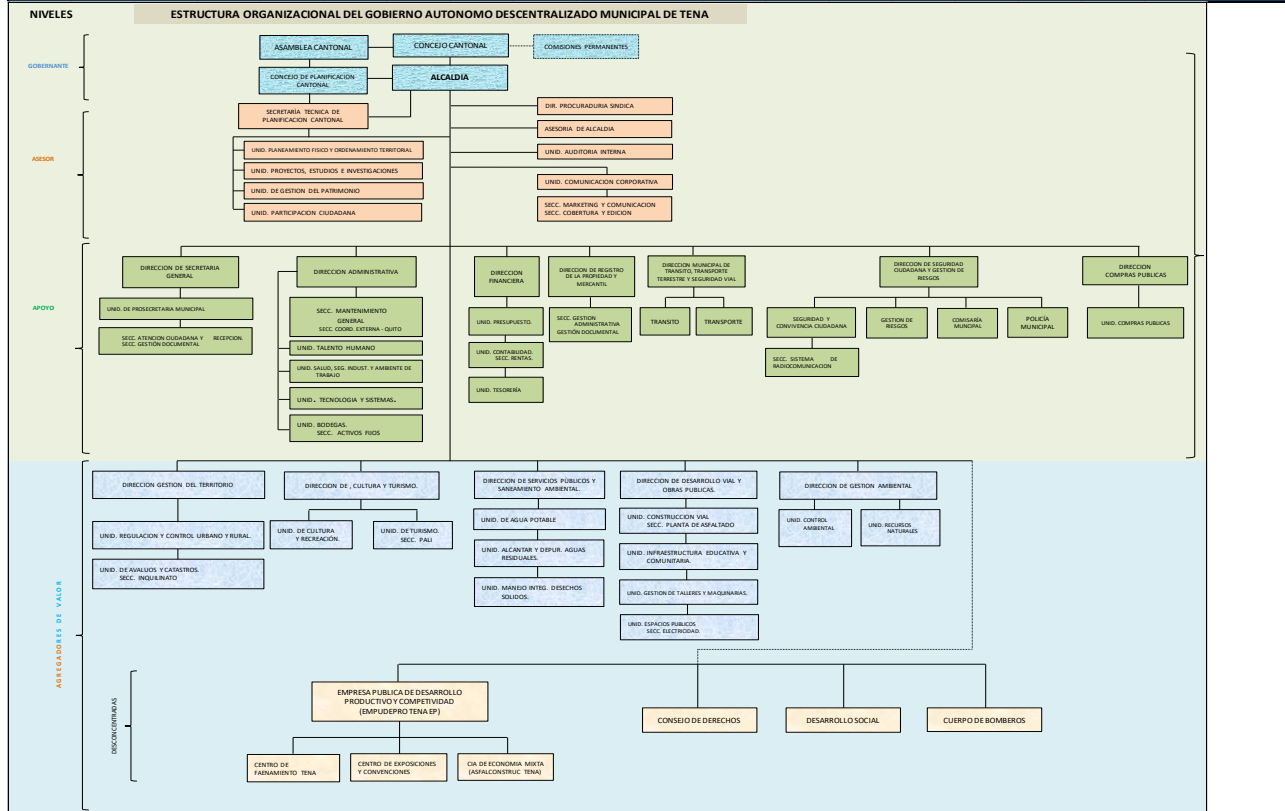 NIVELES
ESTRUCTURA ORGANIZACIONAL DEL GOBIERNO AUTONOMO DESCENTRALIZADO MUNICIPAL DE TENA
GOBERNANTE
ASAMBLEA CANTONAL
CONCEJO CANTONAL
COMISIONES PERMANENTES
CONCEJO DE PLANIFICACION
CANTONAL
ALCALDÍA
ASESOR
SECRETARÍA TECNICA DE
PLANIFICACION CANTONAL
UNID. PLANEAMIENTO FISICO Y ORDENAMIENTO TERRITORIAL
UNID. PROYECTOS, ESTUDIOS E INVESTIGACIONES
UNID. DE GESTION DEL PATRIMONIO
UNID. PARTICIPACION CIUDADANA
DIR. PROCURADURIA SINDICA
ASESORIA DE ALCALDIA
UNID. AUDITORIA INTERNA
UNID. COMUNICACION CORPORATIVA
SECC. MARKETING Y COMUNICACION
SECC. COBERTURA Y EDICION
APOYO
DIRECCION DE SECRETARIA
GENERAL
UNID. DE PROSECRETARIA MUNICIPAL
SECC. ATENCION CIUDADANA Y RECEPCION.
SECC. GESTIÓN DOCUMENTAL
DIRECCION ADMINISTRATIVA
SECC. MANTENIMIENTO
GENERAL
SECC. COORD. EXTERNA - QUITO
UNID. TALENTO HUMANO
UNID. SALUD, SEG. INDUST. Y AMBIENTE DE
TRABAJO
UNID. TECNOLOGIA Y SISTEMAS.
UNID. BODEGAS.
SECC. ACTIVOS FIJOS
DIRECCION
FINANCIERA
UNID. PRESUPUESTO.
UNID. CONTABILIDAD.
SECC. RENTAS.
UNID. TESORERÍA
DIRECCION DE REGISTRO
DE LA PROPIEDAD Y
MERCANTIL
SECC. GESTION
ADMINISTRATIVA
GESTIÓN DOCUMENTAL
DIRECCION MUNICIPAL DE
TRANSITO, TRANSPORTE
TERRESTRE Y SEGURIDAD VIAL
TRANSITO
TRANSPORTE
DIRECCION DE SEGURIDAD
CIUDADANA Y GESTION DE
RIESGOS
SEGURIDAD Y
CONVIVENCIA CIUDADANA
SECC. SISTEMA DE
RADIOCOMUNICACION
GESTION DE
RIESGOS
COMISARÍA
MUNCIPAL
POLICÍA
MUNICIPAL
DIRECCION
COMPRAS PUBLICAS
UNID. COMPRAS PUBLICAS
AGREGADORES DE VALOR
DIRECCION GESTION DEL TERRITORIO
UNID. REGULACION Y CONTROL URBANO Y RURAL.
UNID. DE AVALUOS Y CATASTROS.
SECC. INQUILINATO
DIRECCION DE , CULTURA Y TURISMO.
UNID. DE CULTURA
Y RECREACIÓN.
UNID. DE TURISMO.
SECC. PALI
DIRECCION DE SERVICIOS PÚBLICOS Y
SANEAMIENTO AMBIENTAL.
UNID. DE AGUA POTABLE
UNID. ALCANTAR Y DEPUR. AGUAS
RESIDUALES.
UNID. MANEJO INTEG. DESECHOS
SOLIDOS.
DIRECCION DE DESARROLLO VIAL Y
OBRAS PUBLICAS.
UNID. CONSTRUCCION VIAL
SECC. PLANTA DE ASFALTADO
UNID. INFRAESTRUCTURA EDUCATIVA Y
COMUNITARIA.
UNID. GESTION DE TALLERES Y MAQUINARIAS.
UNID. ESPACIOS PUBLICOS
SECC. ELECTRICIDAD.
DIRECCION DE GESTION AMBIENTAL
UNID. CONTROL
AMBIENTAL
UNID. RECURSOS
NATURALES
DESCONCENTRADAS
EMPRESA PUBLICA DE DESARROLLO
PRODUCTIVO Y COMPETIVIDAD
(EMPUDEPRO TENA EP)
CENTRO DE
FAENAMIENTO TENA
CENTRO DE EXPOSICIONES
Y CONVENCIONES
CIA DE ECONOMIA MIXTA
(ASFALCONSTRUC TENA)
CONSEJO DE DERECHOS
DESARROLLO SOCIAL
CUERPO DE BOMBEROS